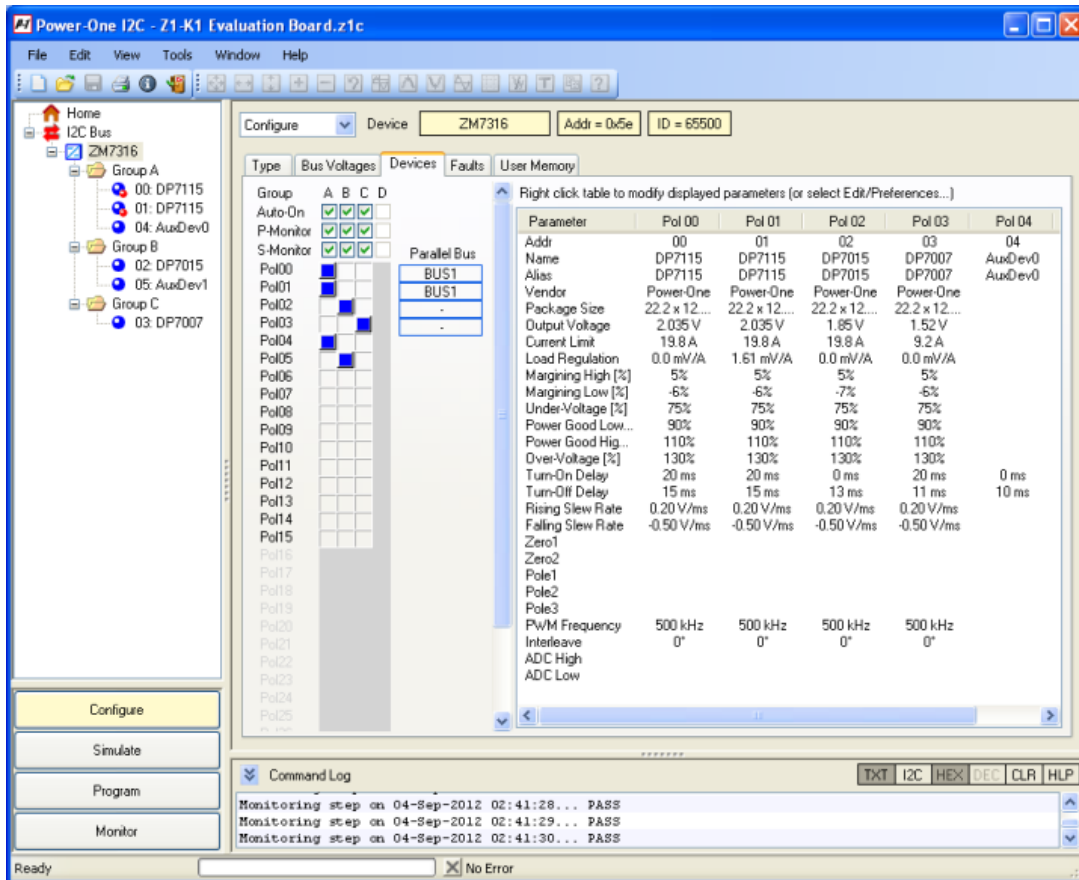 Power-One I2C - Z1-K1 Evaluation Board.z1c
File Edit View Tools Window Help
Home
I2C Bus
ZM7316
Group A
00: DP7115
01: DP7115
04: AuxDev0
Group B
02: DP7015
05: AuxDev1
Group C
03: DP7007
Configure
Simulate
Program
Monitor
Configure Device ZM7316 Addr = 0x5e ID = 65500
Type Bus Voltages Devices Faults User Memory
Group A B C D
Auto-On
P-Monitor
S-Monitor Parallel Bus
Pol00 BUS1
Pol01 BUS1
Pol02 -
Pol03 -
Pol04
Pol05
Pol06
Pol07
Pol08
Pol09
Pol10
Pol11
Pol12
Pol13
Pol14
Pol15
Pol16
Pol17
Pol18
Pol19
Pol20
Pol21
Pol22
Pol23
Pol24
Pol25
Right click table to modify displayed parameters (or select Edit/Preferences...)
Parameter Pol 00 Pol 01 Pol 02 Pol 03 Pol 04
Addr 00 01 02 03 04
Name DP7115 DP7115 DP7015 DP7007 AuxDev0
Alias DP7115 DP7115 DP7015 DP7007 AuxDev0
Vendor Power-One Power-One Power-One Power-One
Package Size 22.2 x 12.... 22.2 x 12.... 22.2 x 12.... 22.2 x 12....
Output Voltage 2.035 V 2.035 V 1.85 V 1.52 V
Current Limit 19.8 A 19.8 A 19.8 A 9.2 A
Load Regulation 0.0 mV/A 1.61 mV/A 0.0 mV/A 0.0 mV/A
Margining High [%] 5% 5% 5% 5%
Margining Low [%] -6% -6% -7% -6%
Under-Voltage [%] 75% 75% 75% 75%
Power Good Low... 90% 90% 90% 90%
Power Good Hig... 110% 110% 110% 110%
Over-Voltage [%] 130% 130% 130% 130%
Turn-On Delay 20 ms 20 ms 0 ms 20 ms 0 ms
Turn-Off Delay 15 ms 15 ms 13 ms 11 ms 10 ms
Rising Slew Rate 0.20 V/ms 0.20 V/ms 0.20 V/ms 0.20 V/ms
Falling Slew Rate -0.50 V/ms -0.50 V/ms -0.50 V/ms -0.50 V/ms
Zero1
Zero2
Pole1
Pole2
Pole3
PWM Frequency 500 kHz 500 kHz 500 kHz 500 kHz
Interleave 0° 0° 0° 0°
ADC High
ADC Low
Command Log TXT I2C HEX DEC CLR HLP
Monitoring step on 04-Sep-2012 02:41:28... PASS
Monitoring step on 04-Sep-2012 02:41:29... PASS
Monitoring step on 04-Sep-2012 02:41:30... PASS
Ready No Error